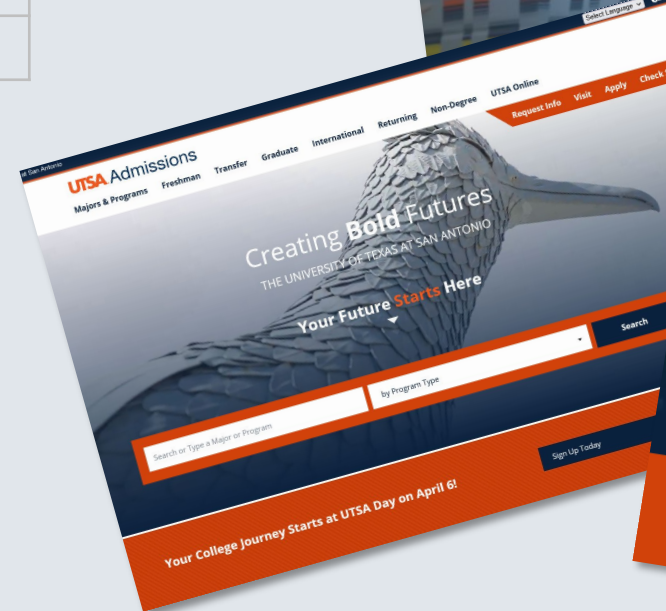 Select Language
at San Antonio
UTSA Admissions
Majors & Programs Freshman Transfer Graduate International Returning Non-Degree UTSA Online
Request Info Visit Apply Check
Creating Bold Futures
THE UNIVERSITY OF TEXAS AT SAN ANTONIO
Your Future Starts Here
Search or Type a Major or Program
by Program Type
Search
Your College Journey Starts at UTSA Day on April 6!
Sign Up Today